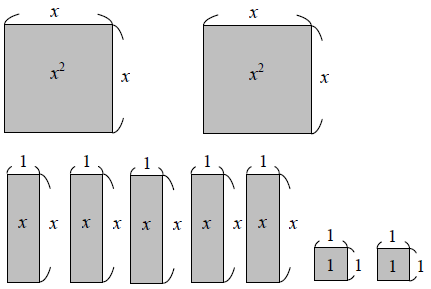 x x
x² x x² x
1 1 1 1 1
x x x x x x x x x x
1 1
1 1 1 1